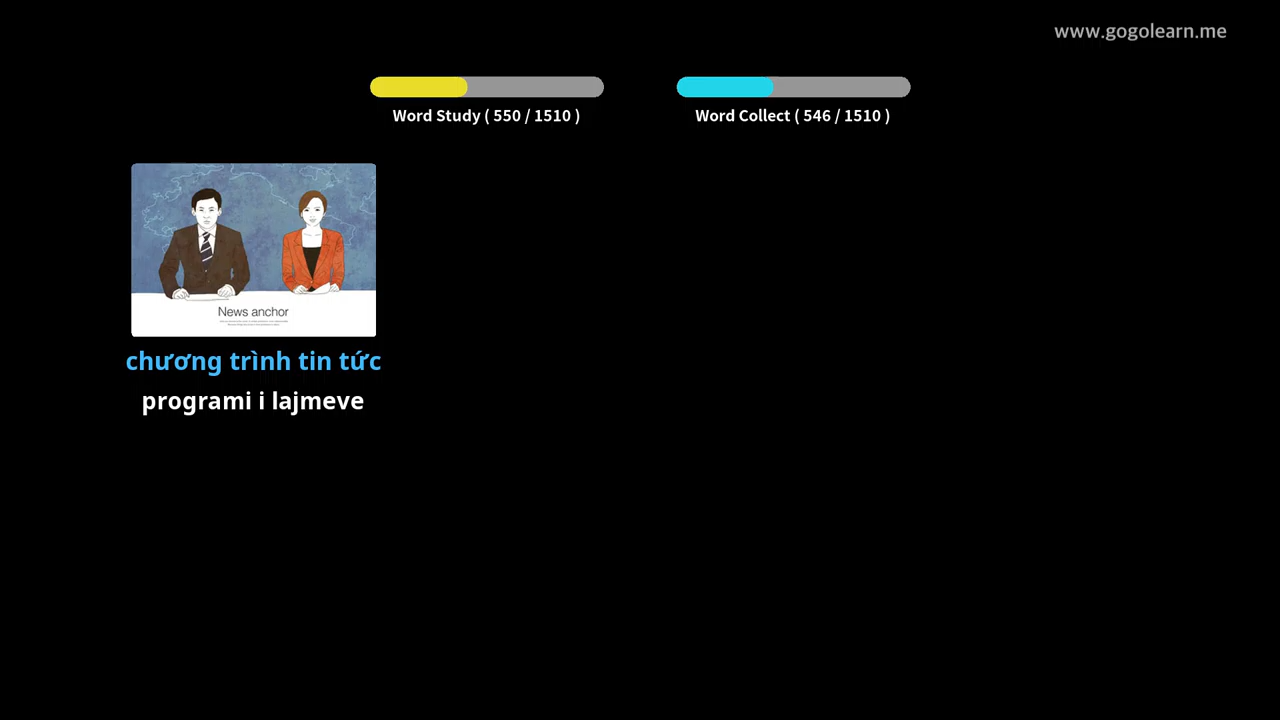 www.gogolearn.me
Word Study ( 550 / 1510 )
Word Collect ( 546 / 1510 )
News anchor
chương trình tin tức
programi i lajmeve